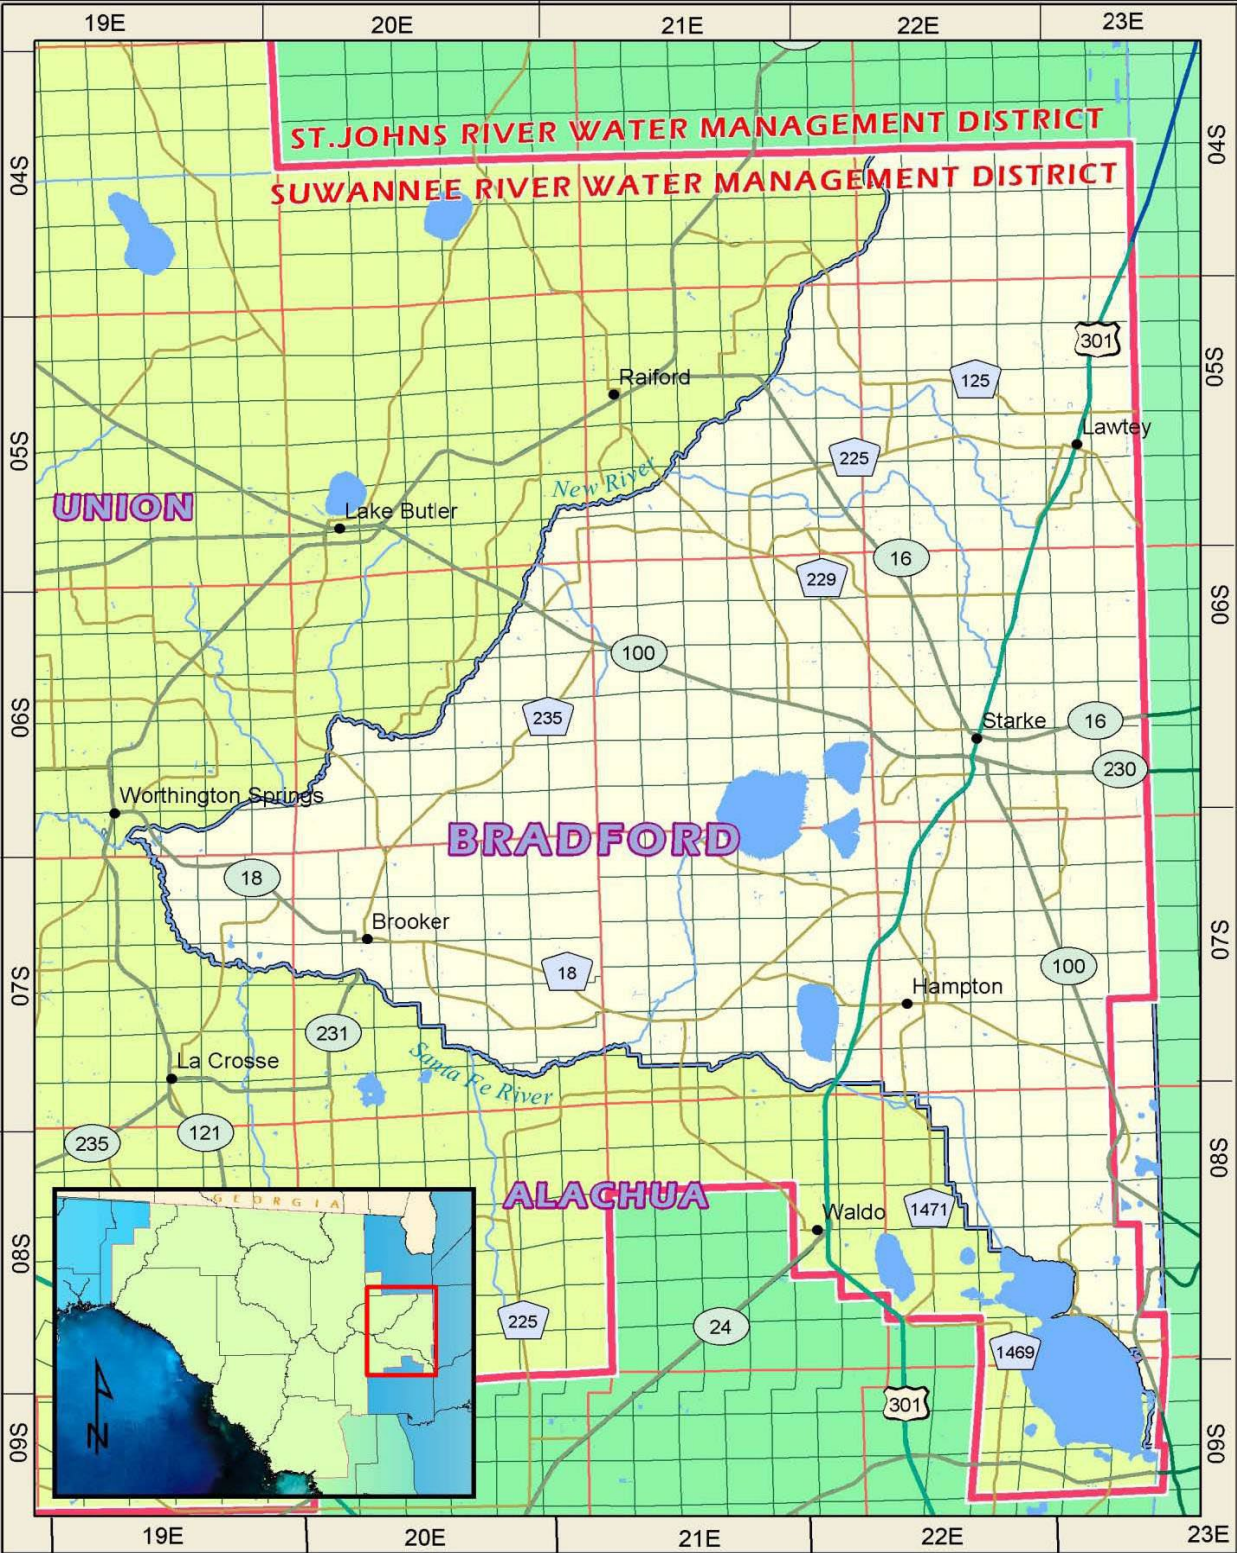 19E
20E
21E
22E
23E
04S
04S
ST.JOHNS RIVER WATER MANAGEMENT DISTRICT
SUWANNEE RIVER WATER MANAGEMENT DISTRICT
301
05S
Raiford
125
Lawtey
05S
225
New River
UNION
Lake Butler
16
229
06S
100
235
06S
Starke
16
230
Worthington Springs
BRADFORD
18
Brooker
07S
07S
18
100
Hampton
231
Santa Fe River
La Crosse
235
121
08S
ALACHUA
GEORGIA
1471
Waldo
08S
225
24
1469
301
N
09S
09S
19E
20E
21E
22E
23E